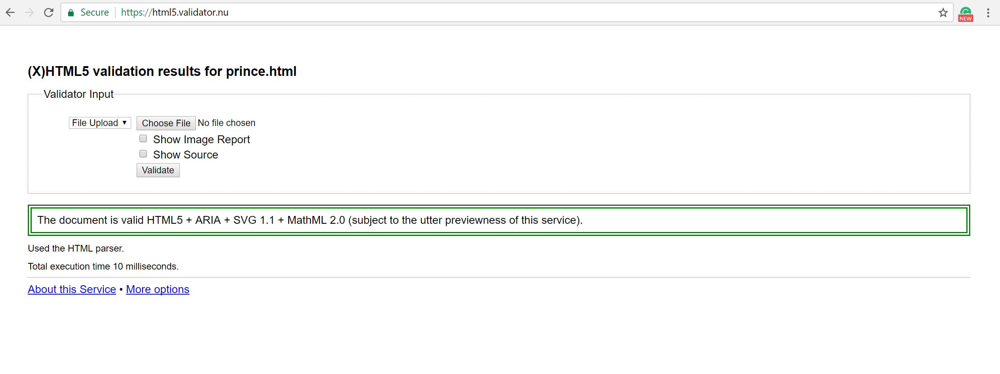 Secure https://html5.validator.nu
NEW
(X)HTML5 validation results for prince.html
Validator Input
File Upload ▼ Choose File No file chosen
Show Image Report
Show Source
Validate
The document is valid HTML5 + ARIA + SVG 1.1 + MathML 2.0 (subject to the utter previewness of this service).
Used the HTML parser.
Total execution time 10 milliseconds.
About this Service • More options